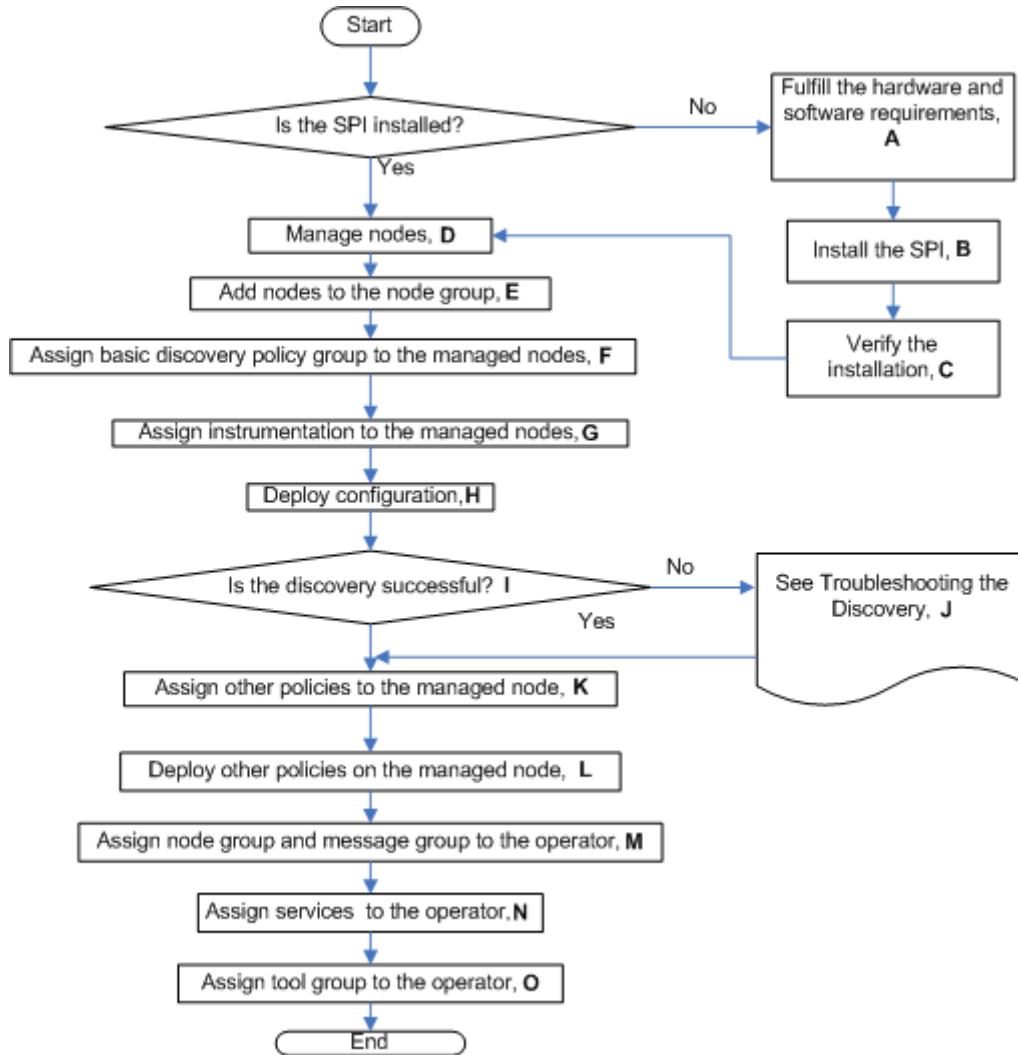 Start
Is the SPI installed?
No
Fulfill the hardware and
software requirements,
A
Yes
Manage nodes, D
Install the SPI, B
Add nodes to the node group, E
Verify the
installation, C
Assign basic discovery policy group to the managed nodes, F
Assign instrumentation to the managed nodes, G
Deploy configuration, H
Is the discovery successful? I
No
See Troubleshooting the
Discovery, J
Yes
Assign other policies to the managed node, K
Deploy other policies on the managed node, L
Assign node group and message group to the operator, M
Assign services to the operator, N
Assign tool group to the operator, O
End